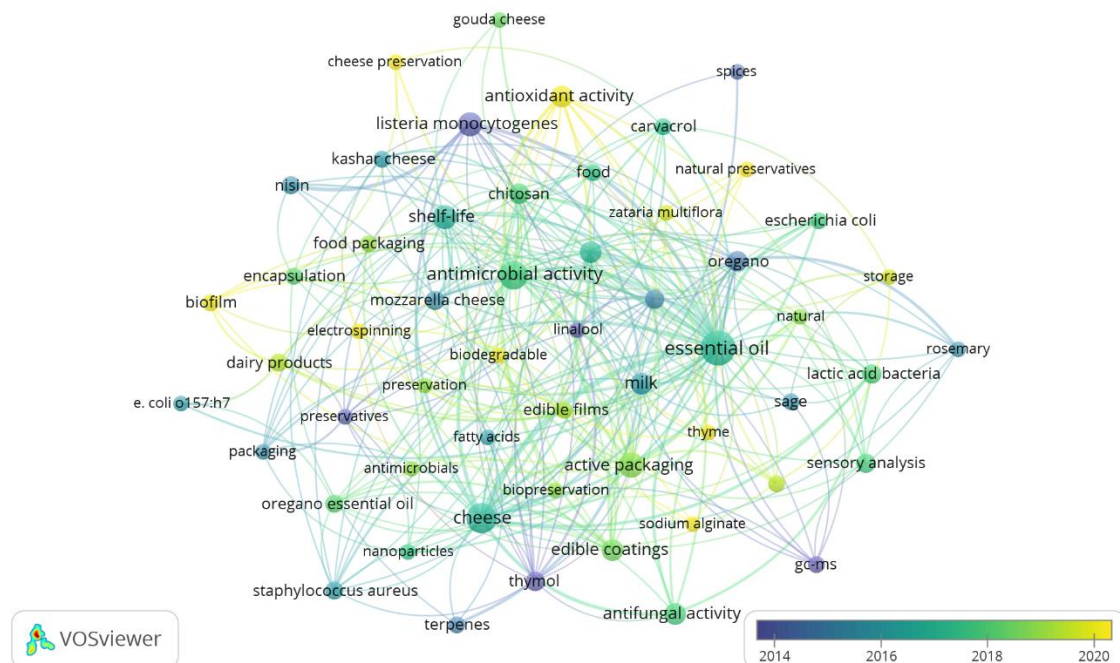 gouda cheese
cheese preservation
spices
antioxidant activity
listeria monocytogenes
carvacrol
kashar cheese
food
natural preservatives
nisin
chitosan
shelf-life
zataria multiflora
escherichia coli
food packaging
oregano
encapsulation
antimicrobial activity
storage
biofilm
mozzarella cheese
natural
electrospinning
linalool
essential oil
rosemary
dairy products
biodegradable
lactic acid bacteria
preservation
milk
e. coli o157:h7
preservatives
edible films
sage
packaging
fatty acids
thyme
antimicrobials
active packaging
sensory analysis
oregano essential oil
biopreservation
cheese
sodium alginate
nanoparticles
edible coatings
gc-ms
staphylococcus aureus
thymol
terpenes
antifungal activity
VOSviewer
2014 2016 2018 2020